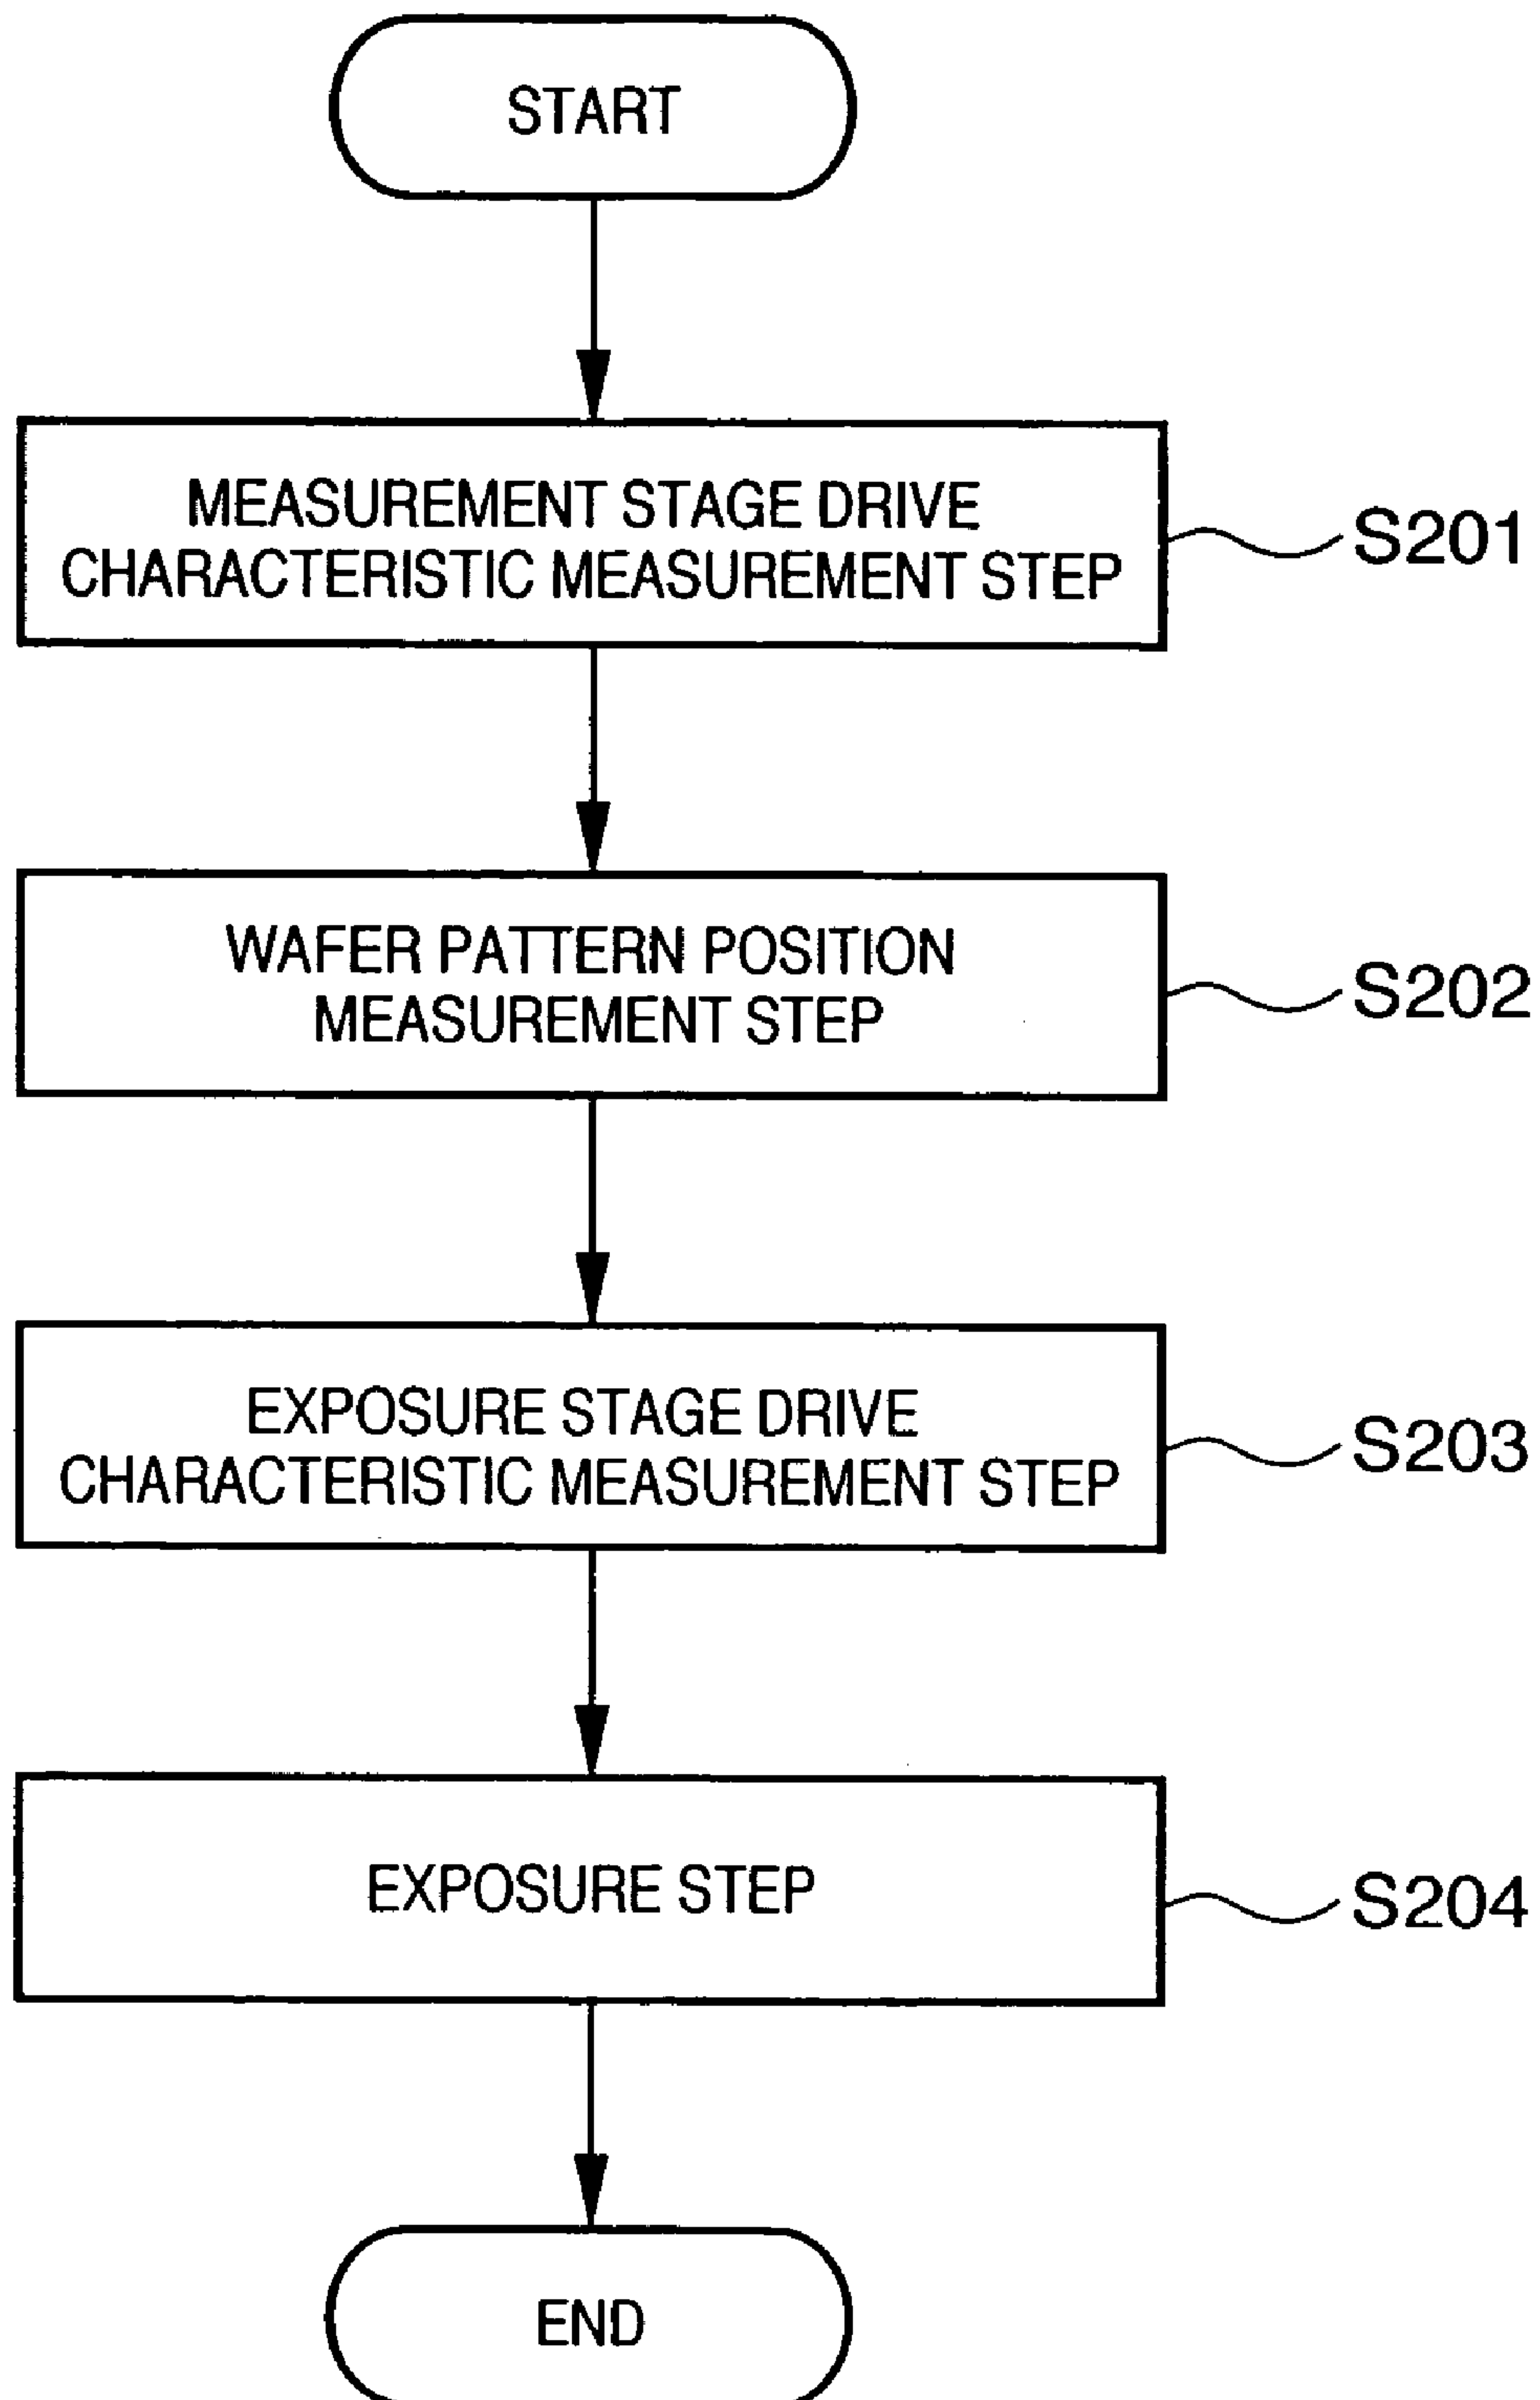 START
MEASUREMENT STAGE DRIVE
CHARACTERISTIC MEASUREMENT STEP
S201
WAFER PATTERN POSITION
MEASUREMENT STEP
S202
EXPOSURE STAGE DRIVE
CHARACTERISTIC MEASUREMENT STEP
S203
EXPOSURE STEP
S204
END